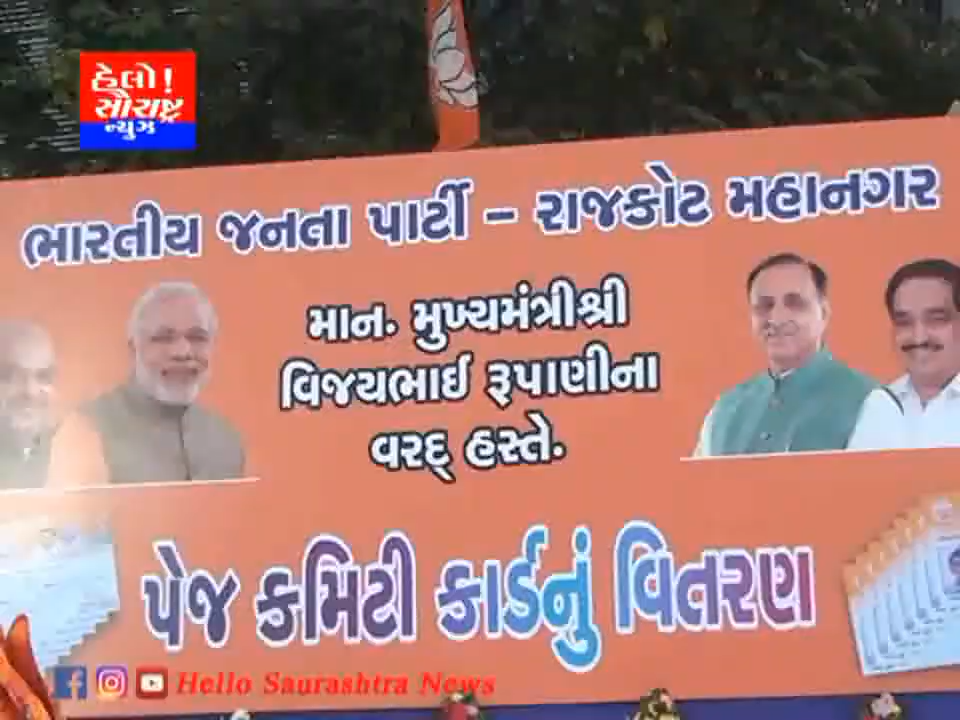 હેલો!
સૌરાષ્ટ્ર
ન્યુઝ
ભારતીય જનતા પાર્ટી – રાજકોટ મહાનગર
માન. મુખ્યમંત્રીશ્રી
વિજયભાઈ રૂપાણીના
વરદ્ હસ્તે.
પેજ કમિટી કાર્ડનું વિતરણ
Hello Saurashtra News